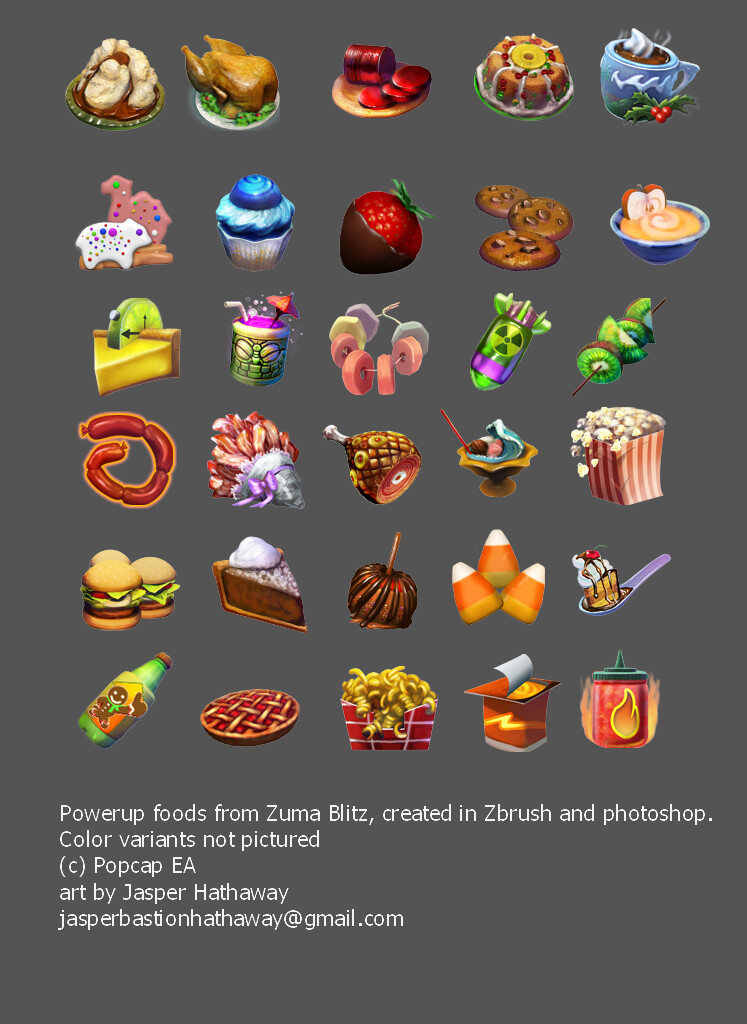 Powerup foods from Zuma Blitz, created in Zbrush and photoshop.
Color variants not pictured
(c) Popcap EA
art by Jasper Hathaway
jasperbastionhathaway@gmail.com